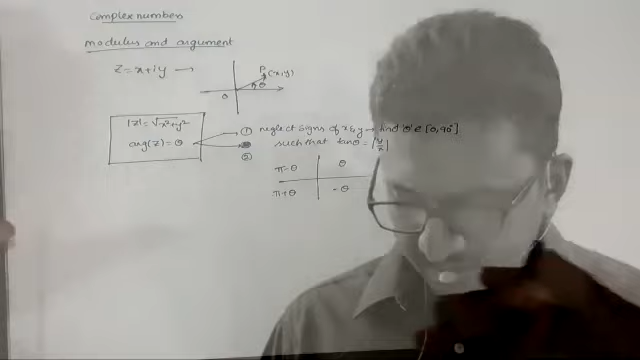 complex numbers
modulus and argument
z = x+iy →
P
(x,y)
θ
O
|z| = √x²+y²
arg(z) = θ
① neglect signs of x & y → find 'θ' ∈ [0, 90°]
such that tanθ = |y/x|
②
π-θ θ
π+θ -θ